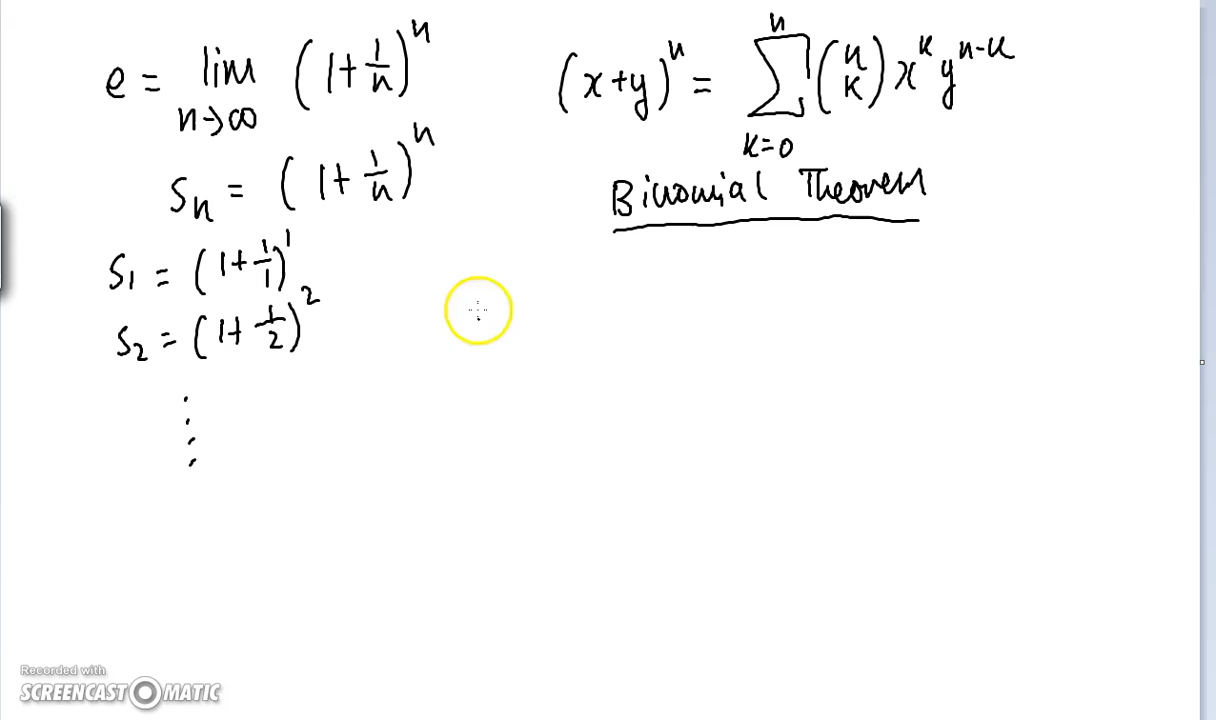 e = lim n→∞ (1+1/n)^n
S_n = (1+1/n)^n
S_1 = (1+1/1)^1
S_2 = (1+1/2)^2
⋮
(x+y)^n = ∑_{k=0}^{n} (n k) x^k y^{n-k}
Binomial Theorem
Recorded with
SCREENCAST-O-MATIC